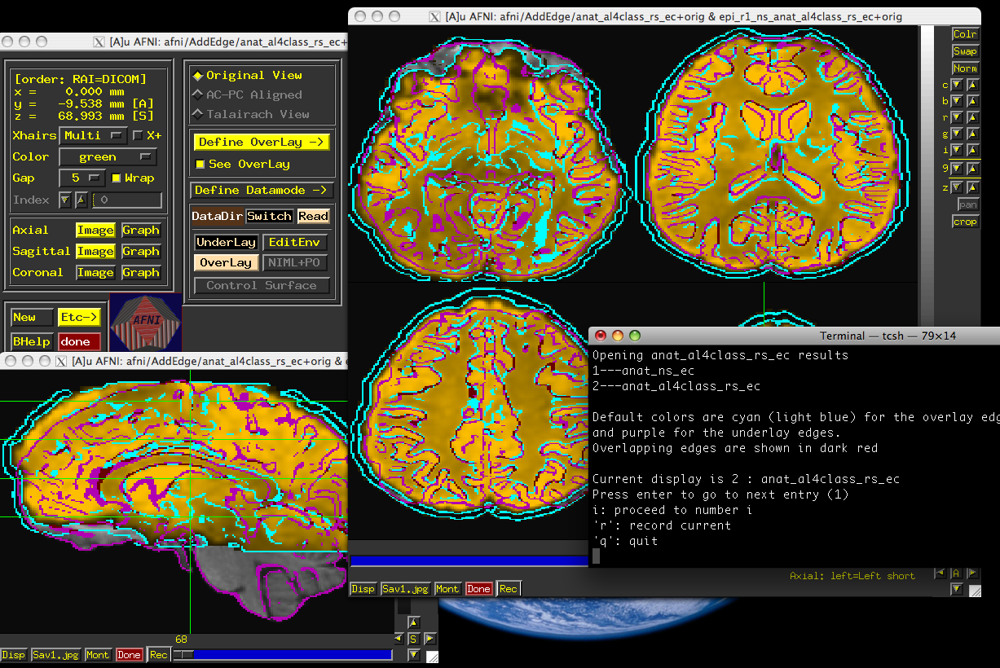 [A]u AFNI: afni/AddEdge/anat_al4class_rs_ec+
[order: RAI=DICOM]
x = 0.000 mm
y = -9.538 mm [A]
z = 68.993 mm [S]
Xhairs Multi X+
Color green
Gap 5 Wrap
Index 0
Axial Image Graph
Sagittal Image Graph
Coronal Image Graph
New Etc->
BHelp done
AFNI
Original View
AC-PC Aligned
Talairach View
Define OverLay ->
See OverLay
Define Datamode ->
DataDir Switch Read
UnderLay EditEnv
OverLay NIML+PO
Control Surface
[A]u AFNI: afni/AddEdge/anat_al4class_rs_ec+orig & epi_r1_ns_anat_al4class_rs_ec+orig
Colr
Swap
Norm
c
b
r
g
i
9
z
pan
crop
Terminal — tcsh — 79×14
Opening anat_al4class_rs_ec results
1---anat_ns_ec
2---anat_al4class_rs_ec
Default colors are cyan (light blue) for the overlay edg
and purple for the underlay edges.
Overlapping edges are shown in dark red
Current display is 2 : anat_al4class_rs_ec
Press enter to go to next entry (1)
i: proceed to number i
'r': record current
'q': quit
Axial: left=Left short
A
Disp Sav1.jpg Mont Done Rec
[A]u AFNI: afni/AddEdge/anat_al4class_rs_ec+orig & e
68
S
Disp Sav1.jpg Mont Done Rec